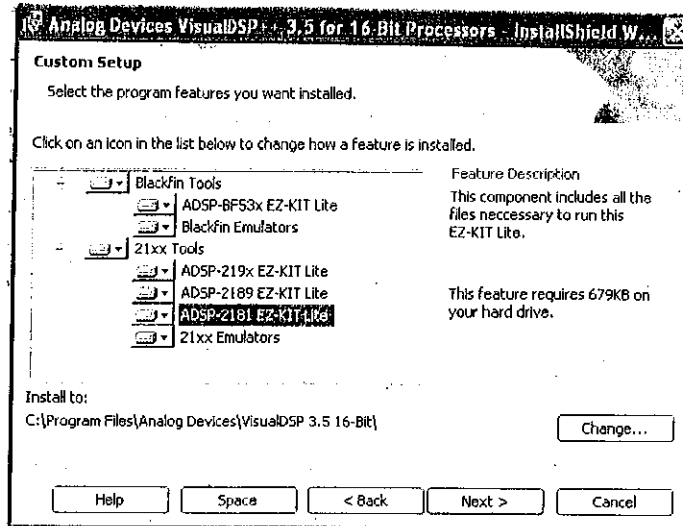 Analog Devices VisualDSP++ 3.5 for 16-Bit Processors - InstallShield W...
Custom Setup
Select the program features you want installed.
Click on an icon in the list below to change how a feature is installed.
Blackfin Tools
ADSP-BF53x EZ-KIT Lite
Blackfin Emulators
21xx Tools
ADSP-219x EZ-KIT Lite
ADSP-2189 EZ-KIT Lite
ADSP-2181 EZ-KIT Lite
21xx Emulators
Feature Description
This component includes all the
files neccessary to run this
EZ-KIT Lite.
This feature requires 679KB on
your hard drive.
Install to:
C:\Program Files\Analog Devices\VisualDSP 3.5 16-Bit\
Change...
Help
Space
< Back
Next >
Cancel